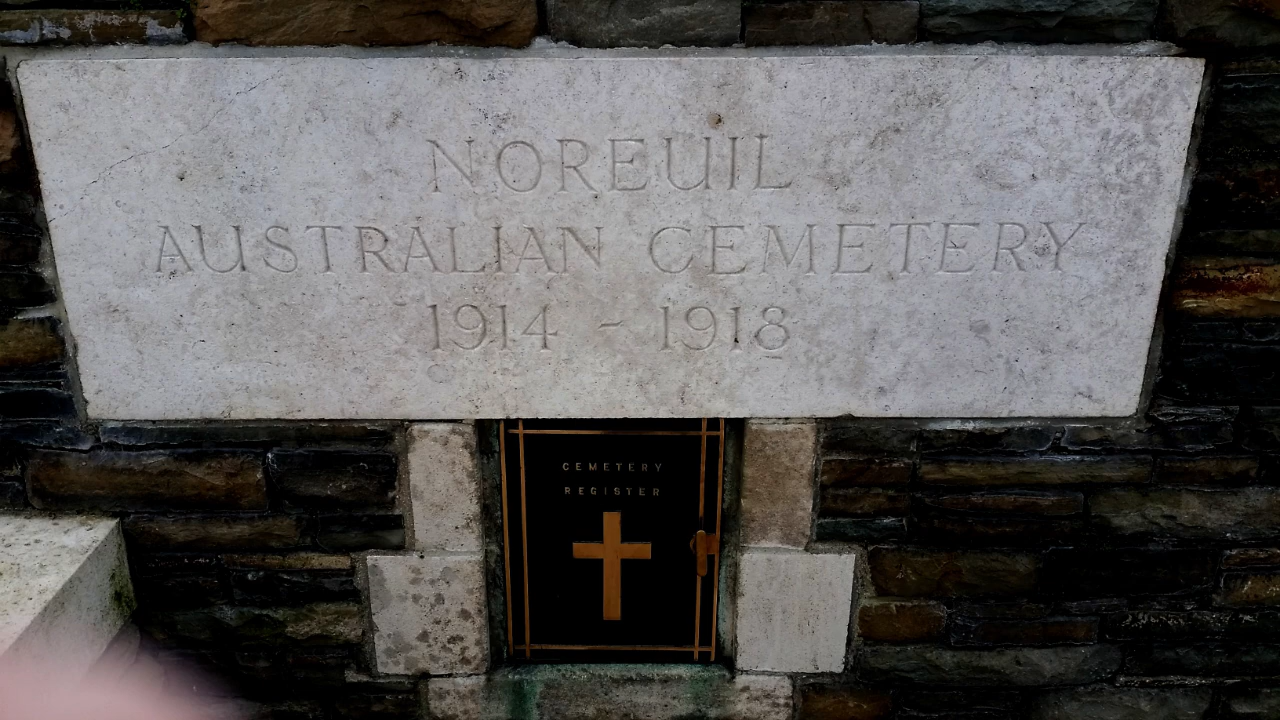 NOREUIL
AUSTRALIAN CEMETERY
1914 - 1918
CEMETERY
REGISTER